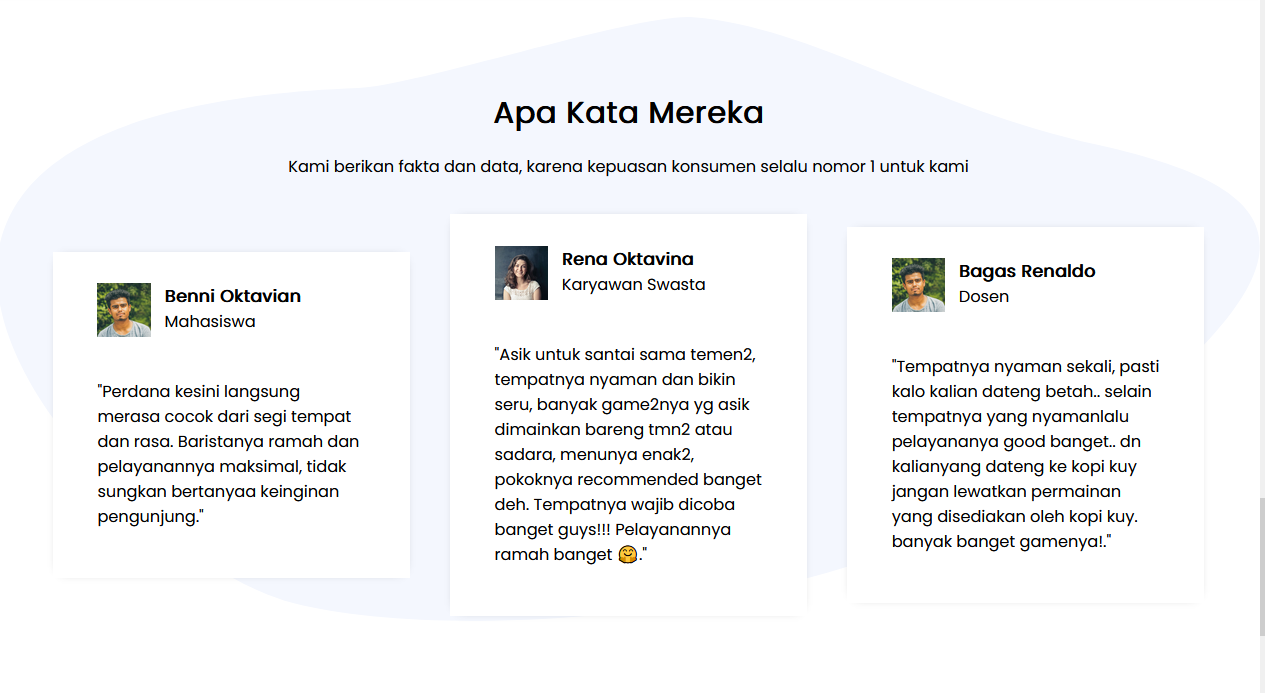 Apa Kata Mereka
Kami berikan fakta dan data, karena kepuasan konsumen selalu nomor 1 untuk kami
Benni Oktavian
Mahasiswa
"Perdana kesini langsung
merasa cocok dari segi tempat
dan rasa. Baristanya ramah dan
pelayanannya maksimal, tidak
sungkan bertanyaa keinginan
pengunjung."
Rena Oktavina
Karyawan Swasta
"Asik untuk santai sama temen2,
tempatnya nyaman dan bikin
seru, banyak game2nya yg asik
dimainkan bareng tmn2 atau
sadara, menunya enak2,
pokoknya recommended banget
deh. Tempatnya wajib dicoba
banget guys!!! Pelayanannya
ramah banget 🤗."
Bagas Renaldo
Dosen
"Tempatnya nyaman sekali, pasti
kalo kalian dateng betah.. selain
tempatnya yang nyamanlalu
pelayananya good banget.. dn
kalianyang dateng ke kopi kuy
jangan lewatkan permainan
yang disediakan oleh kopi kuy.
banyak banget gamenya!."